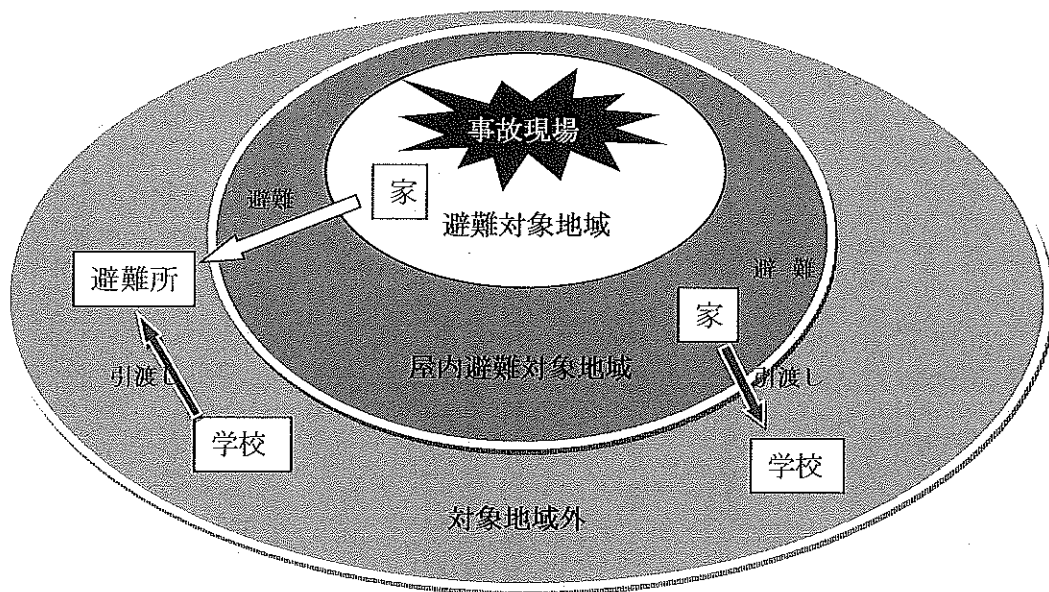 事故現場
家
避難
避難対象地域
避難所
避 難
家
屋内避難対象地域
引渡し
引渡し
学校
学校
対象地域外